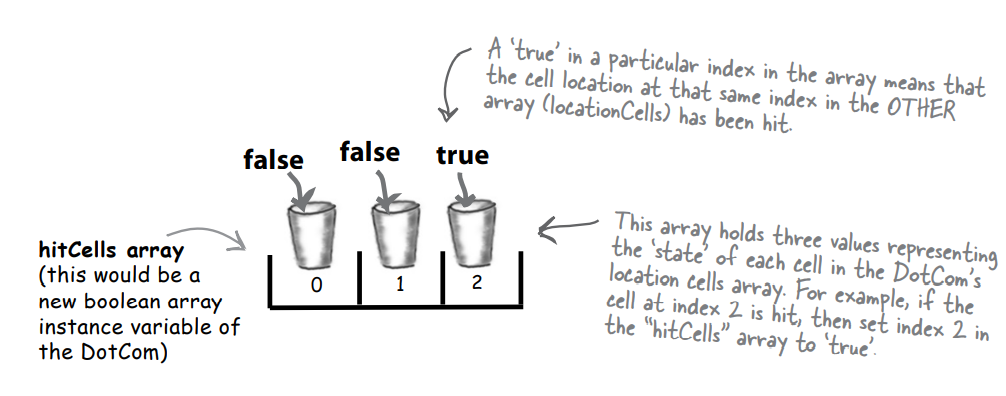 A 'true' in a particular index in the array means that
the cell location at that same index in the OTHER
array (locationCells) has been hit.
false
false
true
hitCells array
(this would be a
new boolean array
instance variable of
the DotCom)
0
1
2
This array holds three values representing
the 'state' of each cell in the DotCom's
location cells array. For example, if the
cell at index 2 is hit, then set index 2 in
the "hitCells" array to 'true'.